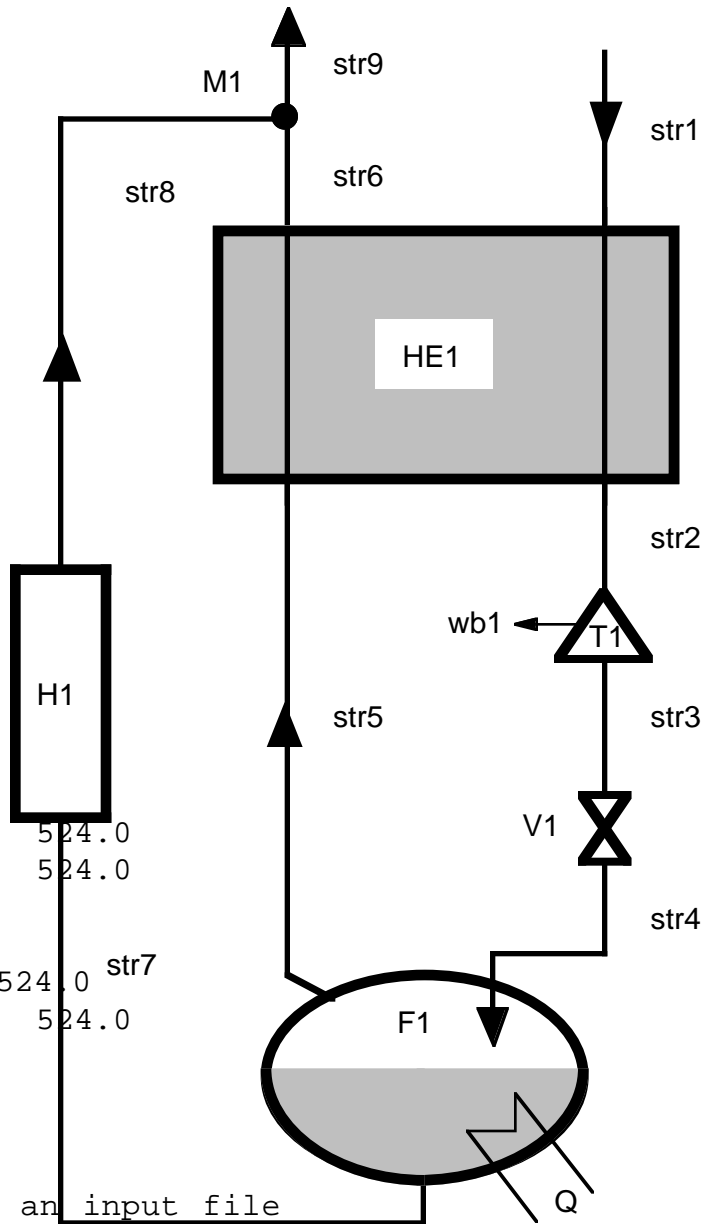 str9
M1
str1
str6
str8
HE1
str2
wb1
T1
H1
str5
str3
V1
524.0
524.0
str4
str7
524.0
F1
524.0
Q
an input file